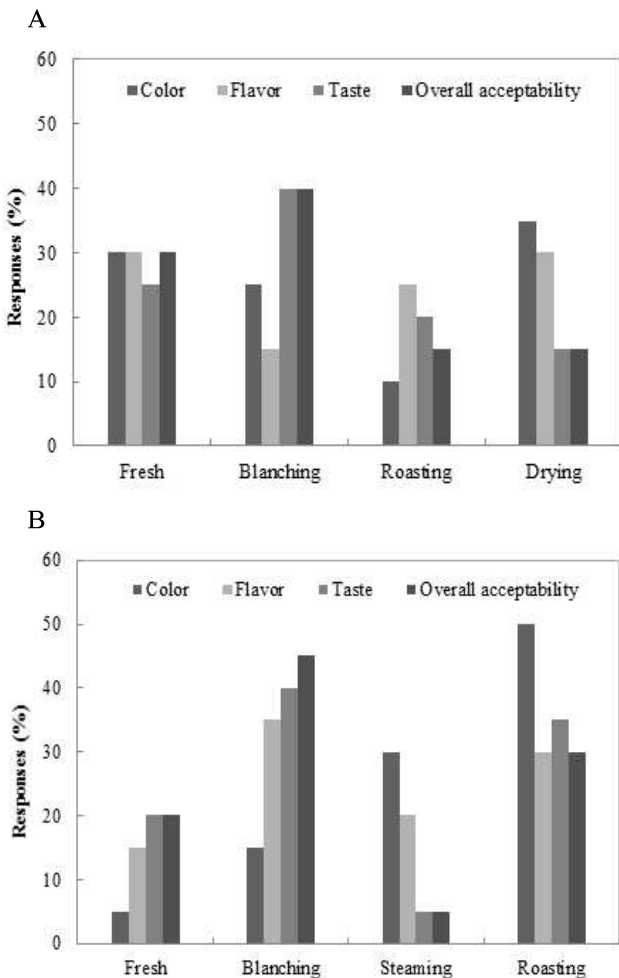 A
60
Color Flavor Taste Overall acceptability
50
40
30
20
10
0
Responses (%)
Fresh Blanching Roasting Drying
B
60
Color Flavor Taste Overall acceptability
50
40
30
20
10
0
Responses (%)
Fresh Blanching Steaming Roasting